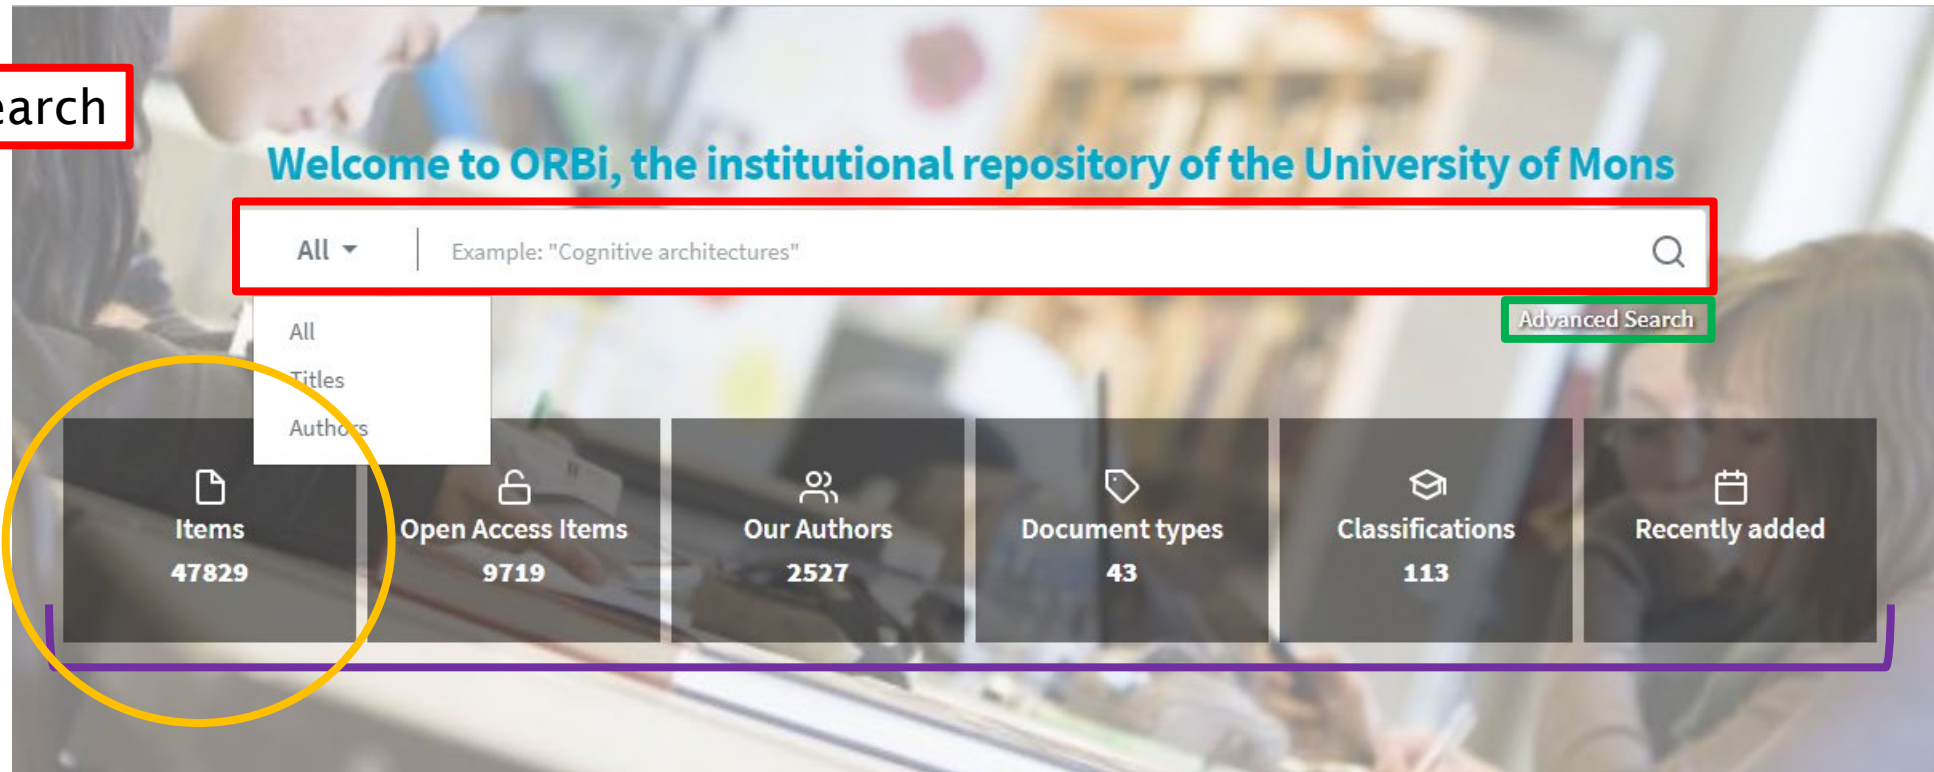 earch
Welcome to ORBi, the institutional repository of the University of Mons
All
Example: "Cognitive architectures"
Advanced Search
All
Titles
Authors
Items
47829
Open Access Items
9719
Our Authors
2527
Document types
43
Classifications
113
Recently added